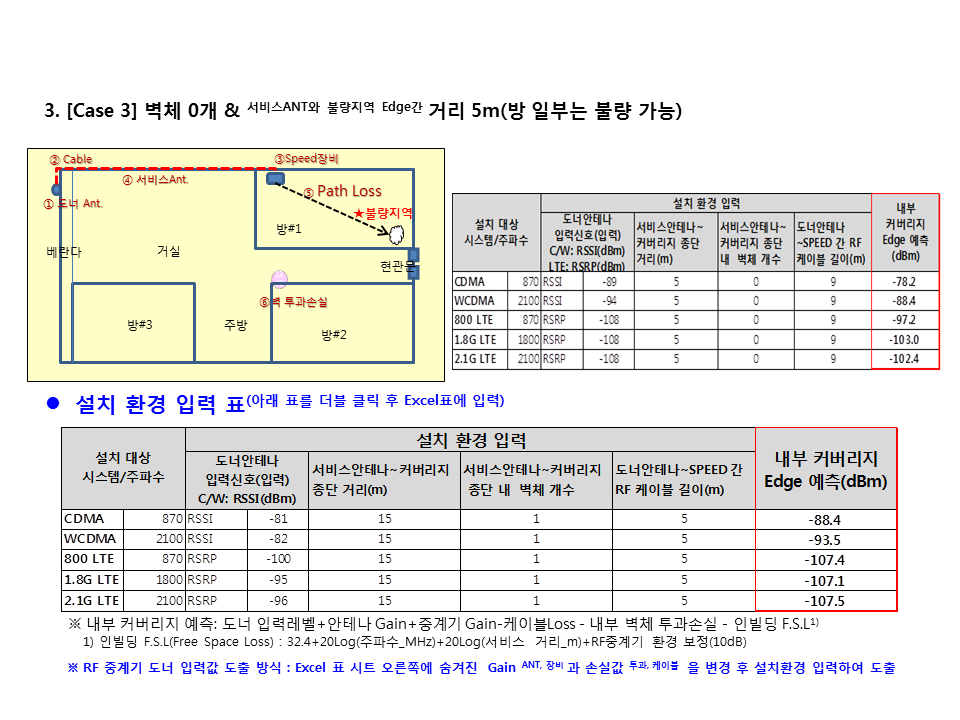 3. [Case 3] 벽체 0개 & 서비스ANT와 불량지역 Edge간 거리 5m(방 일부는 불량 가능)
② Cable
③Speed장비
④ 서비스Ant.
⑤ Path Loss
① 도너 Ant.
★불량지역
방#1
베란다
거실
현관문
⑥벽 투과손실
방#3
주방
방#2
설치 대상
시스템/주파수
설치 환경 입력
내부
커버리지
Edge 예측
(dBm)
도너안테나
입력신호(입력)
C/W: RSSI(dBm)
LTE: RSRP(dBm)
서비스안테나~
커버리지 종단
거리(m)
서비스안테나~
커버리지 종단
내 벽체 개수
도너안테나
~SPEED 간 RF
케이블 길이(m)
CDMA 870 RSSI -89 5 0 9 -78.2
WCDMA 2100 RSSI -94 5 0 9 -88.4
800 LTE 870 RSRP -108 5 0 9 -97.2
1.8G LTE 1800 RSRP -108 5 0 9 -103.0
2.1G LTE 2100 RSRP -108 5 0 9 -102.4
● 설치 환경 입력 표(아래 표를 더블 클릭 후 Excel표에 입력)
설치 대상
시스템/주파수
설치 환경 입력
내부 커버리지
Edge 예측(dBm)
도너안테나
입력신호(입력)
C/W: RSSI(dBm)
서비스안테나~커버리지
종단 거리(m)
서비스안테나~커버리지
종단 내 벽체 개수
도너안테나~SPEED 간
RF 케이블 길이(m)
CDMA 870 RSSI -81 15 1 5 -88.4
WCDMA 2100 RSSI -82 15 1 5 -93.5
800 LTE 870 RSRP -100 15 1 5 -107.4
1.8G LTE 1800 RSRP -95 15 1 5 -107.1
2.1G LTE 2100 RSRP -96 15 1 5 -107.5
※ 내부 커버리지 예측: 도너 입력레벨+안테나 Gain+중계기 Gain-케이블Loss - 내부 벽체 투과손실 - 인빌딩 F.S.L1)
1) 인빌딩 F.S.L(Free Space Loss) : 32.4+20Log(주파수_MHz)+20Log(서비스 거리_m)+RF중계기 환경 보정(10dB)
※ RF 중계기 도너 입력값 도출 방식 : Excel 표 시트 오른쪽에 숨겨진 Gain ANT, 장비 과 손실값 투과, 케이블 을 변경 후 설치환경 입력하여 도출